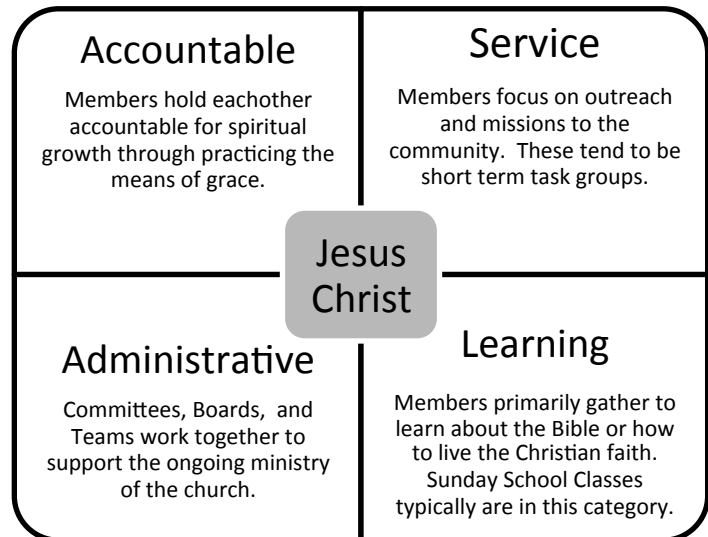 Accountable
Members hold eachother
accountable for spiritual
growth through practicing the
means of grace.
Service
Members focus on outreach
and missions to the
community.  These tend to be
short term task groups.
Jesus
Christ
Administrative
Committees, Boards,  and
Teams work together to
support the ongoing ministry
of the church.
Learning
Members primarily gather to
learn about the Bible or how
to live the Christian faith.
Sunday School Classes
typically are in this category.